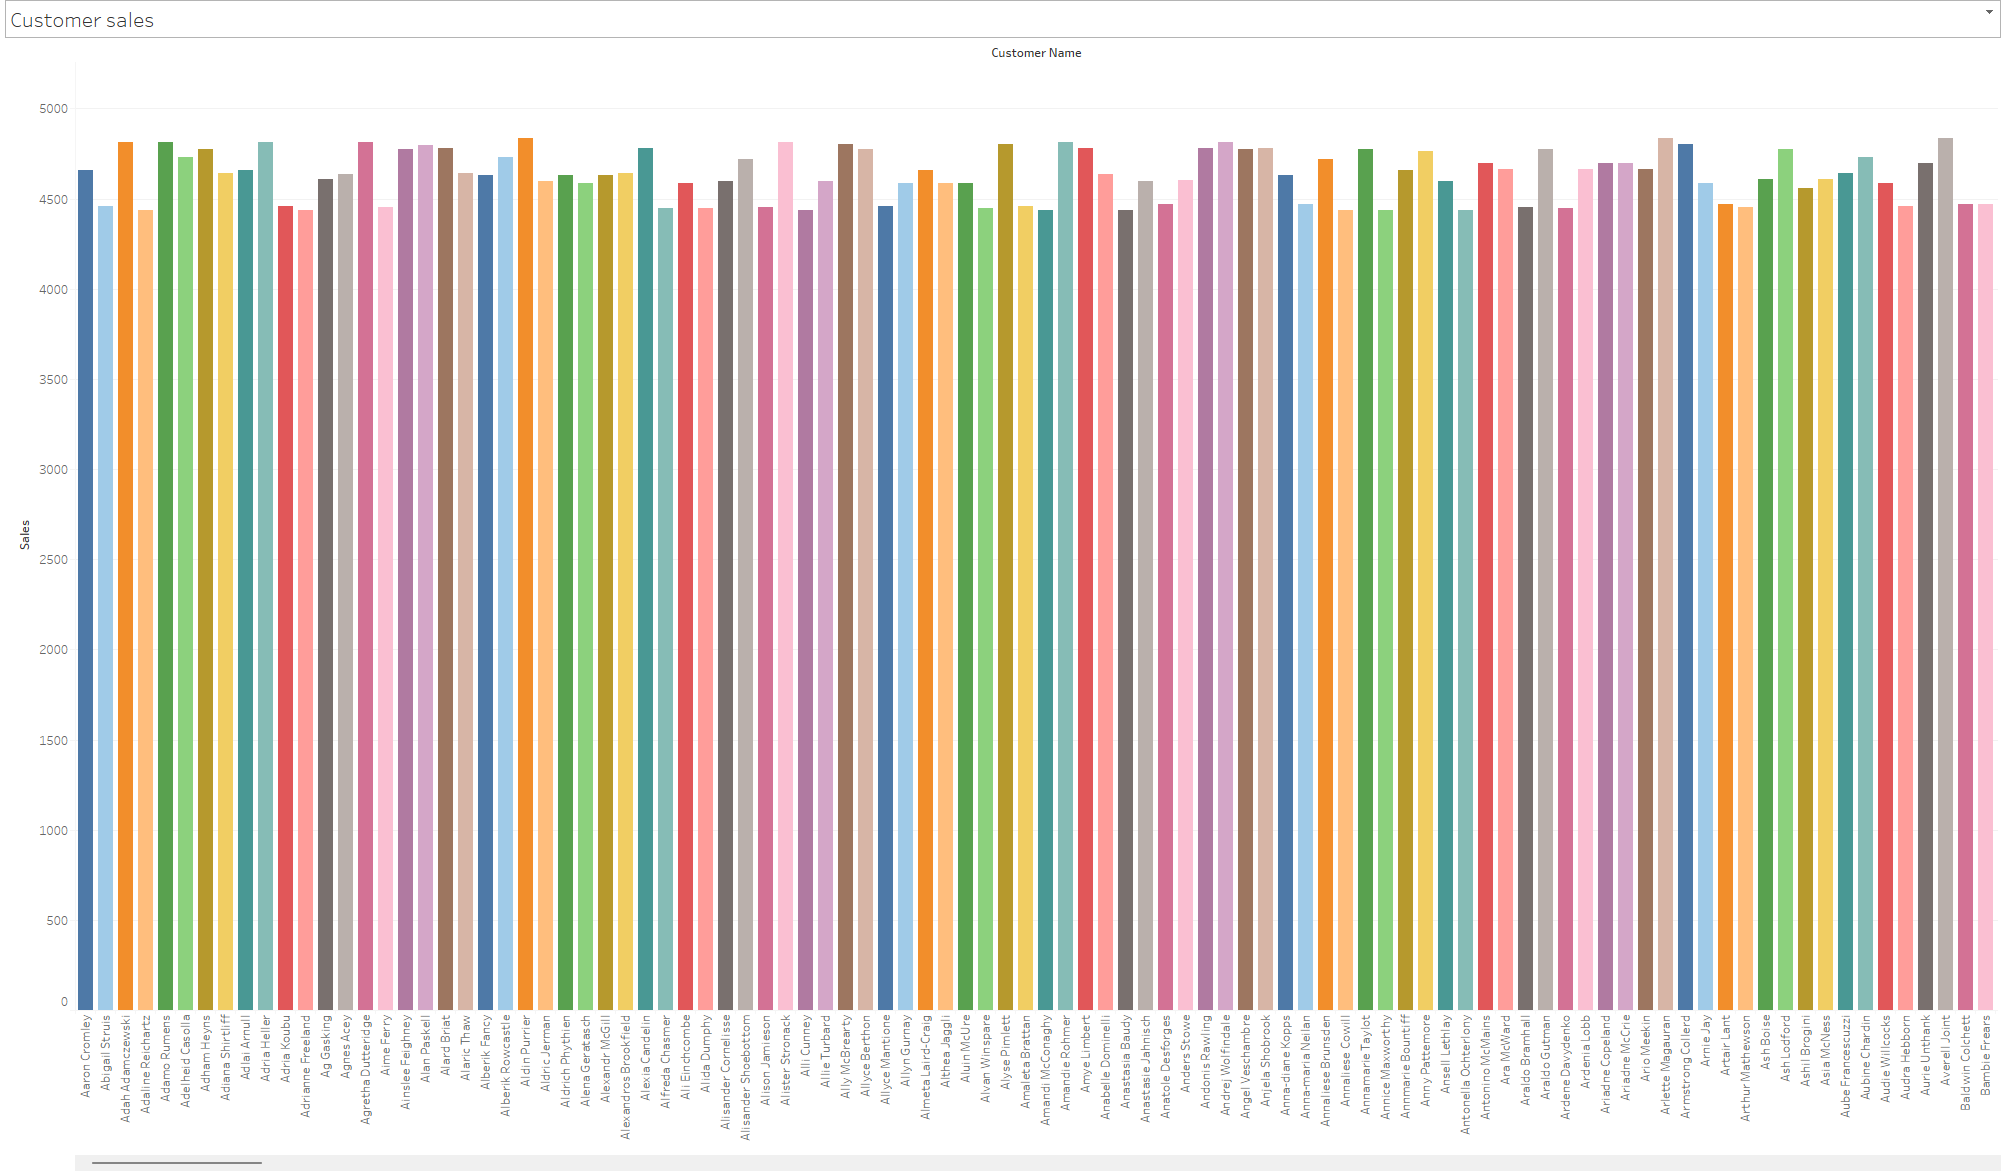 Customer sales
Customer Name
5000
4500
4000
3500
3000
2500
2000
1500
1000
500
0
Sales
Aaron Cromley
Abigail Struis
Adah Adamczewski
Adaline Reichartz
Adamo Rumens
Adelheid Casolla
Adham Heyns
Adiana Shirtliff
Adlai Arnull
Adria Heller
Adria Koubu
Adrianne Freeland
Ag Gasking
Agnes Acey
Agretha Dutteridge
Aime Ferry
Ainslee Feighney
Alan Paskell
Alard Briat
Alaric Thaw
Alberik Fancy
Alberik Rowcastle
Aldin Purrier
Aldric Jerman
Aldrich Phythien
Alena Geratasch
Alexandr McGill
Alexandros Brookfield
Alexia Candelin
Alfreda Chasmer
Ali Einchcombe
Alida Dumphy
Alisander Cornelisse
Alisander Shoebottom
Alison Jamieson
Alister Stronack
Alli Cunney
Allie Turbard
Ally McBrearty
Allyce Berthon
Allyce Mantione
Allyn Gurnay
Almeta Laird-Craig
Althea Jaggli
Aluin McUre
Alvan Winspare
Alyse Pimlett
Amaleta Brattan
Amandi McConaghy
Amandie Rohmer
Amye Limbert
Anabelle Dominelli
Anastasia Baudy
Anastasie Jahnisch
Anatole Desforges
Anders Stowe
Andonis Rawling
Andrej Wolfindale
Angel Veschambre
Anjela Shobrook
Anna-diane Kopps
Anna-maria Neilan
Annaliese Brunsden
Annaliese Cowill
Annamarie Taylot
Annice Maxworthy
Annmarie Bountiff
Anny Pattemore
Ansell Lethlay
Antonella Ochterlony
Antonino McMains
Ara McWard
Araldo Bramhall
Araldo Gutman
Ardene Davydenko
Ardenia Lobb
Ariadne Copeland
Ariadne McCrie
Ario Meekin
Arlette Magauran
Armstrong Collerd
Arnie Jay
Artair Lant
Arthur Mathewson
Ash Boise
Ash Lodford
Ashil Brogini
Asia McNess
Aube Francescuzzi
Aubine Chardin
Audie Willcocks
Audra Hebborn
Aurie Unthank
Averell Joint
Baldwin Colchett
Bambie Frears